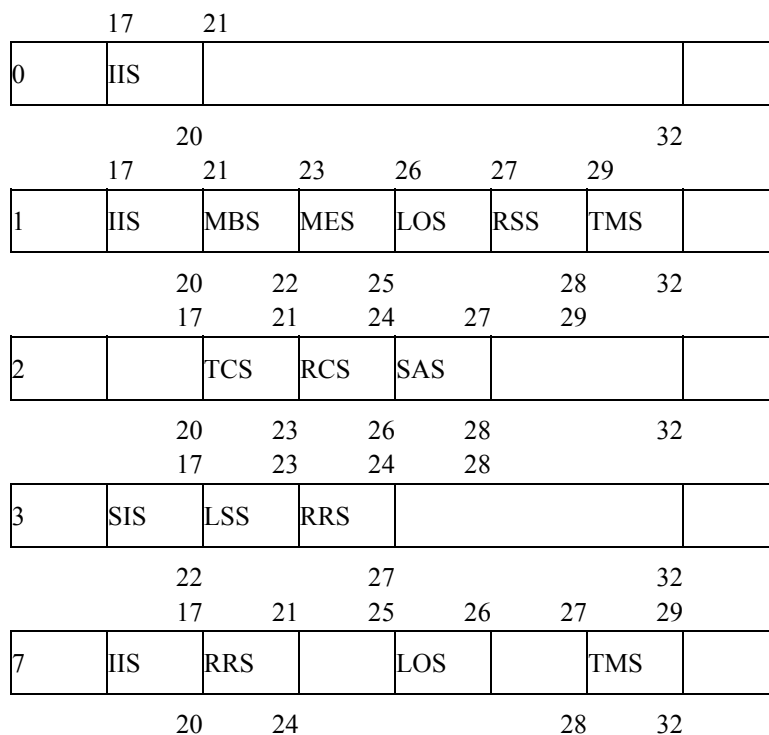 17 21
0 IIS
20 32
17 21 23 26 27 29
1 IIS MBS MES LOS RSS TMS
20 22 25 28 32
17 21 24 27 29
2 TCS RCS SAS
20 23 26 28 32
17 23 24 28
3 SIS LSS RRS
22 27 32
17 21 25 26 27 29
7 IIS RRS LOS TMS
20 24 28 32